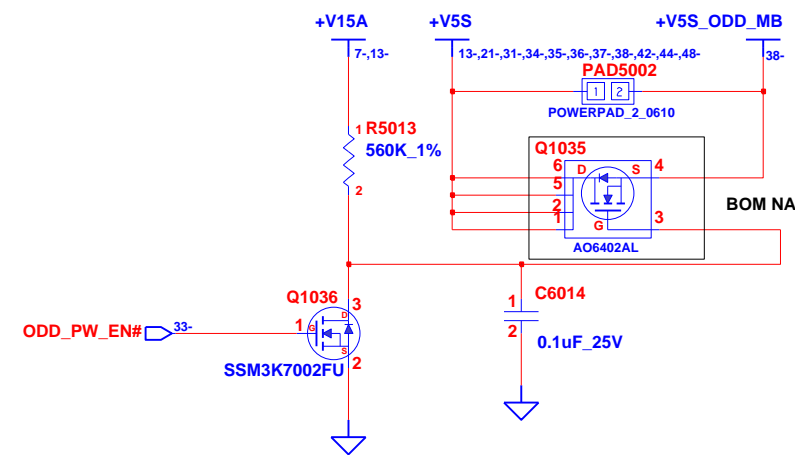 +V15A
+V5S
+V5S_ODD_MB
7-,13-
13-,21-,31-,34-,35-,36-,37-,38-,42-,44-,48-
38-
PAD5002
1 2
POWERPAD_2_0610
1
R5013
560K_1%
2
Q1035
6
5
2
1
D
S
G
4
3
BOM NA
AO6402AL
Q1036
3
D
1
G
S
2
ODD_PW_EN#
33-
SSM3K7002FU
1
C6014
2
0.1uF_25V